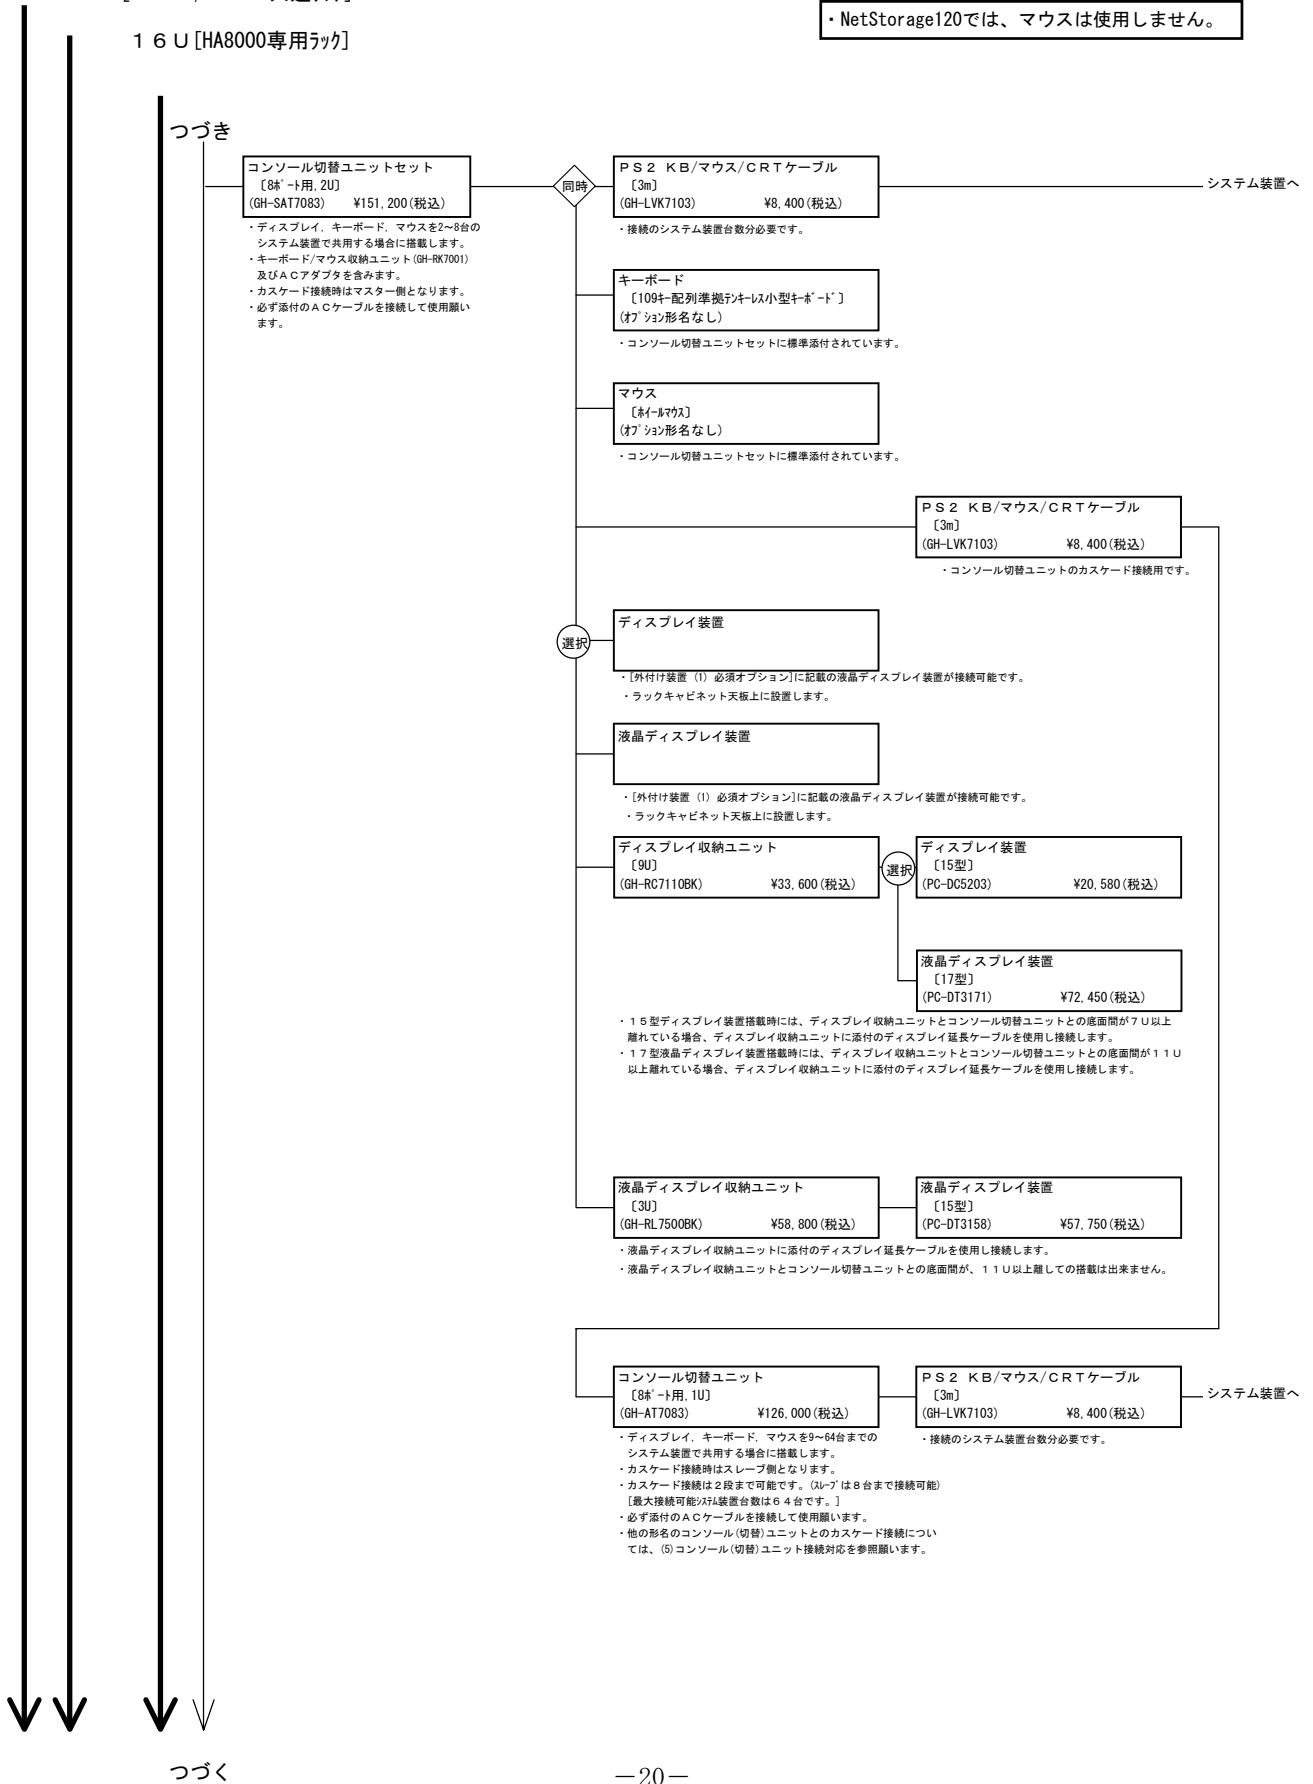 ・NetStorage120では、マウスは使用しません。
１６Ｕ[HA8000専用ﾗｯｸ]
つづき
コンソール切替ユニットセット
〔8ﾎﾟｰﾄ用,2U〕
(GH-SAT7083) ¥151,200(税込)
・ディスプレイ, キーボード, マウスを2～8台の
システム装置で共用する場合に搭載します。
・キーボード/マウス収納ユニット(GH-RK7001)
及びＡＣアダプタを含みます。
・カスケード接続時はマスター側となります。
・必ず添付のＡＣケーブルを接続して使用願い
ます。
同時
ＰＳ２ ＫＢ/マウス/ＣＲＴケーブル
〔3m〕
(GH-LVK7103) ¥8,400(税込)
システム装置へ
・接続のシステム装置台数分必要です。
キーボード
〔109ｷｰ配列準拠ﾃﾝｷｰﾚｽ小型ｷｰﾎﾞｰﾄﾞ〕
(ｵﾌﾟｼｮﾝ形名なし)
・コンソール切替ユニットセットに標準添付されています。
マウス
〔ﾎｲｰﾙﾏｳｽ〕
(ｵﾌﾟｼｮﾝ形名なし)
・コンソール切替ユニットセットに標準添付されています。
ＰＳ２ ＫＢ/マウス/ＣＲＴケーブル
〔3m〕
(GH-LVK7103) ¥8,400(税込)
・コンソール切替ユニットのカスケード接続用です。
選択
ディスプレイ装置
・[外付け装置（1）必須オプション]に記載の液晶ディスプレイ装置が接続可能です。
・ラックキャビネット天板上に設置します。
液晶ディスプレイ装置
・[外付け装置（1）必須オプション]に記載の液晶ディスプレイ装置が接続可能です。
・ラックキャビネット天板上に設置します。
ディスプレイ収納ユニット
〔9U〕
(GH-RC7110BK) ¥33,600(税込)
選択
ディスプレイ装置
〔15型〕
(PC-DC5203) ¥20,580(税込)
液晶ディスプレイ装置
〔17型〕
(PC-DT3171) ¥72,450(税込)
・１５型ディスプレイ装置搭載時には、ディスプレイ収納ユニットとコンソール切替ユニットとの底面間が７Ｕ以上
離れている場合、ディスプレイ収納ユニットに添付のディスプレイ延長ケーブルを使用し接続します。
・１７型液晶ディスプレイ装置搭載時には、ディスプレイ収納ユニットとコンソール切替ユニットとの底面間が１１Ｕ
以上離れている場合、ディスプレイ収納ユニットに添付のディスプレイ延長ケーブルを使用し接続します。
液晶ディスプレイ収納ユニット
〔3U〕
(GH-RL7500BK) ¥58,800(税込)
液晶ディスプレイ装置
〔15型〕
(PC-DT3158) ¥57,750(税込)
・液晶ディスプレイ収納ユニットに添付のディスプレイ延長ケーブルを使用し接続します。
・液晶ディスプレイ収納ユニットとコンソール切替ユニットとの底面間が、１１Ｕ以上離しての搭載は出来ません。
コンソール切替ユニット
〔8ﾎﾟｰﾄ用,1U〕
(GH-AT7083) ¥126,000(税込)
ＰＳ２ ＫＢ/マウス/ＣＲＴケーブル
〔3m〕
(GH-LVK7103) ¥8,400(税込)
システム装置へ
・接続のシステム装置台数分必要です。
・ディスプレイ, キーボード, マウスを9～64台までの
システム装置で共用する場合に搭載します。
・カスケード接続時はスレーブ側となります。
・カスケード接続は２段まで可能です。(ｽﾚｰﾌﾞは８台まで接続可能)
[最大接続可能ｼｽﾃﾑ装置台数は６４台です。]
・必ず添付のＡＣケーブルを接続して使用願います。
・他の形名のコンソール(切替)ユニットとのカスケード接続につい
ては、(5)コンソール(切替)ユニット接続対応を参照願います。
つづく
－20－